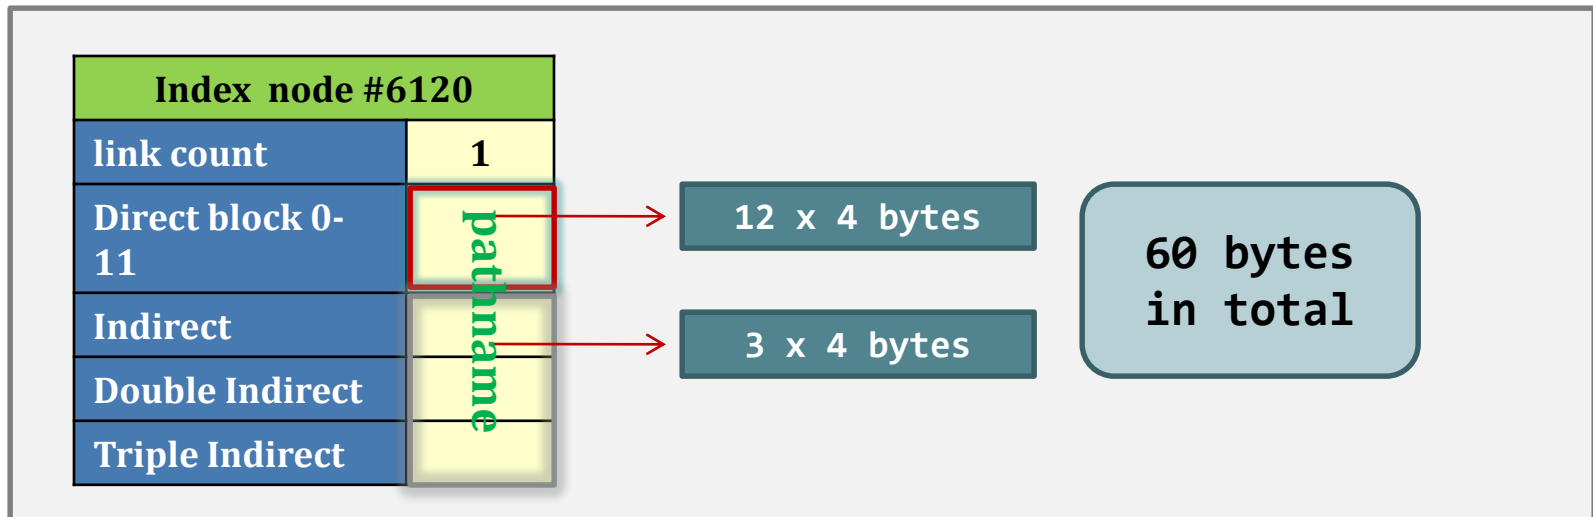 Index node #6120
link count
1
Direct block 0-
11
pathname
12 x 4 bytes
Indirect
3 x 4 bytes
Double Indirect
Triple Indirect
60 bytes
in total